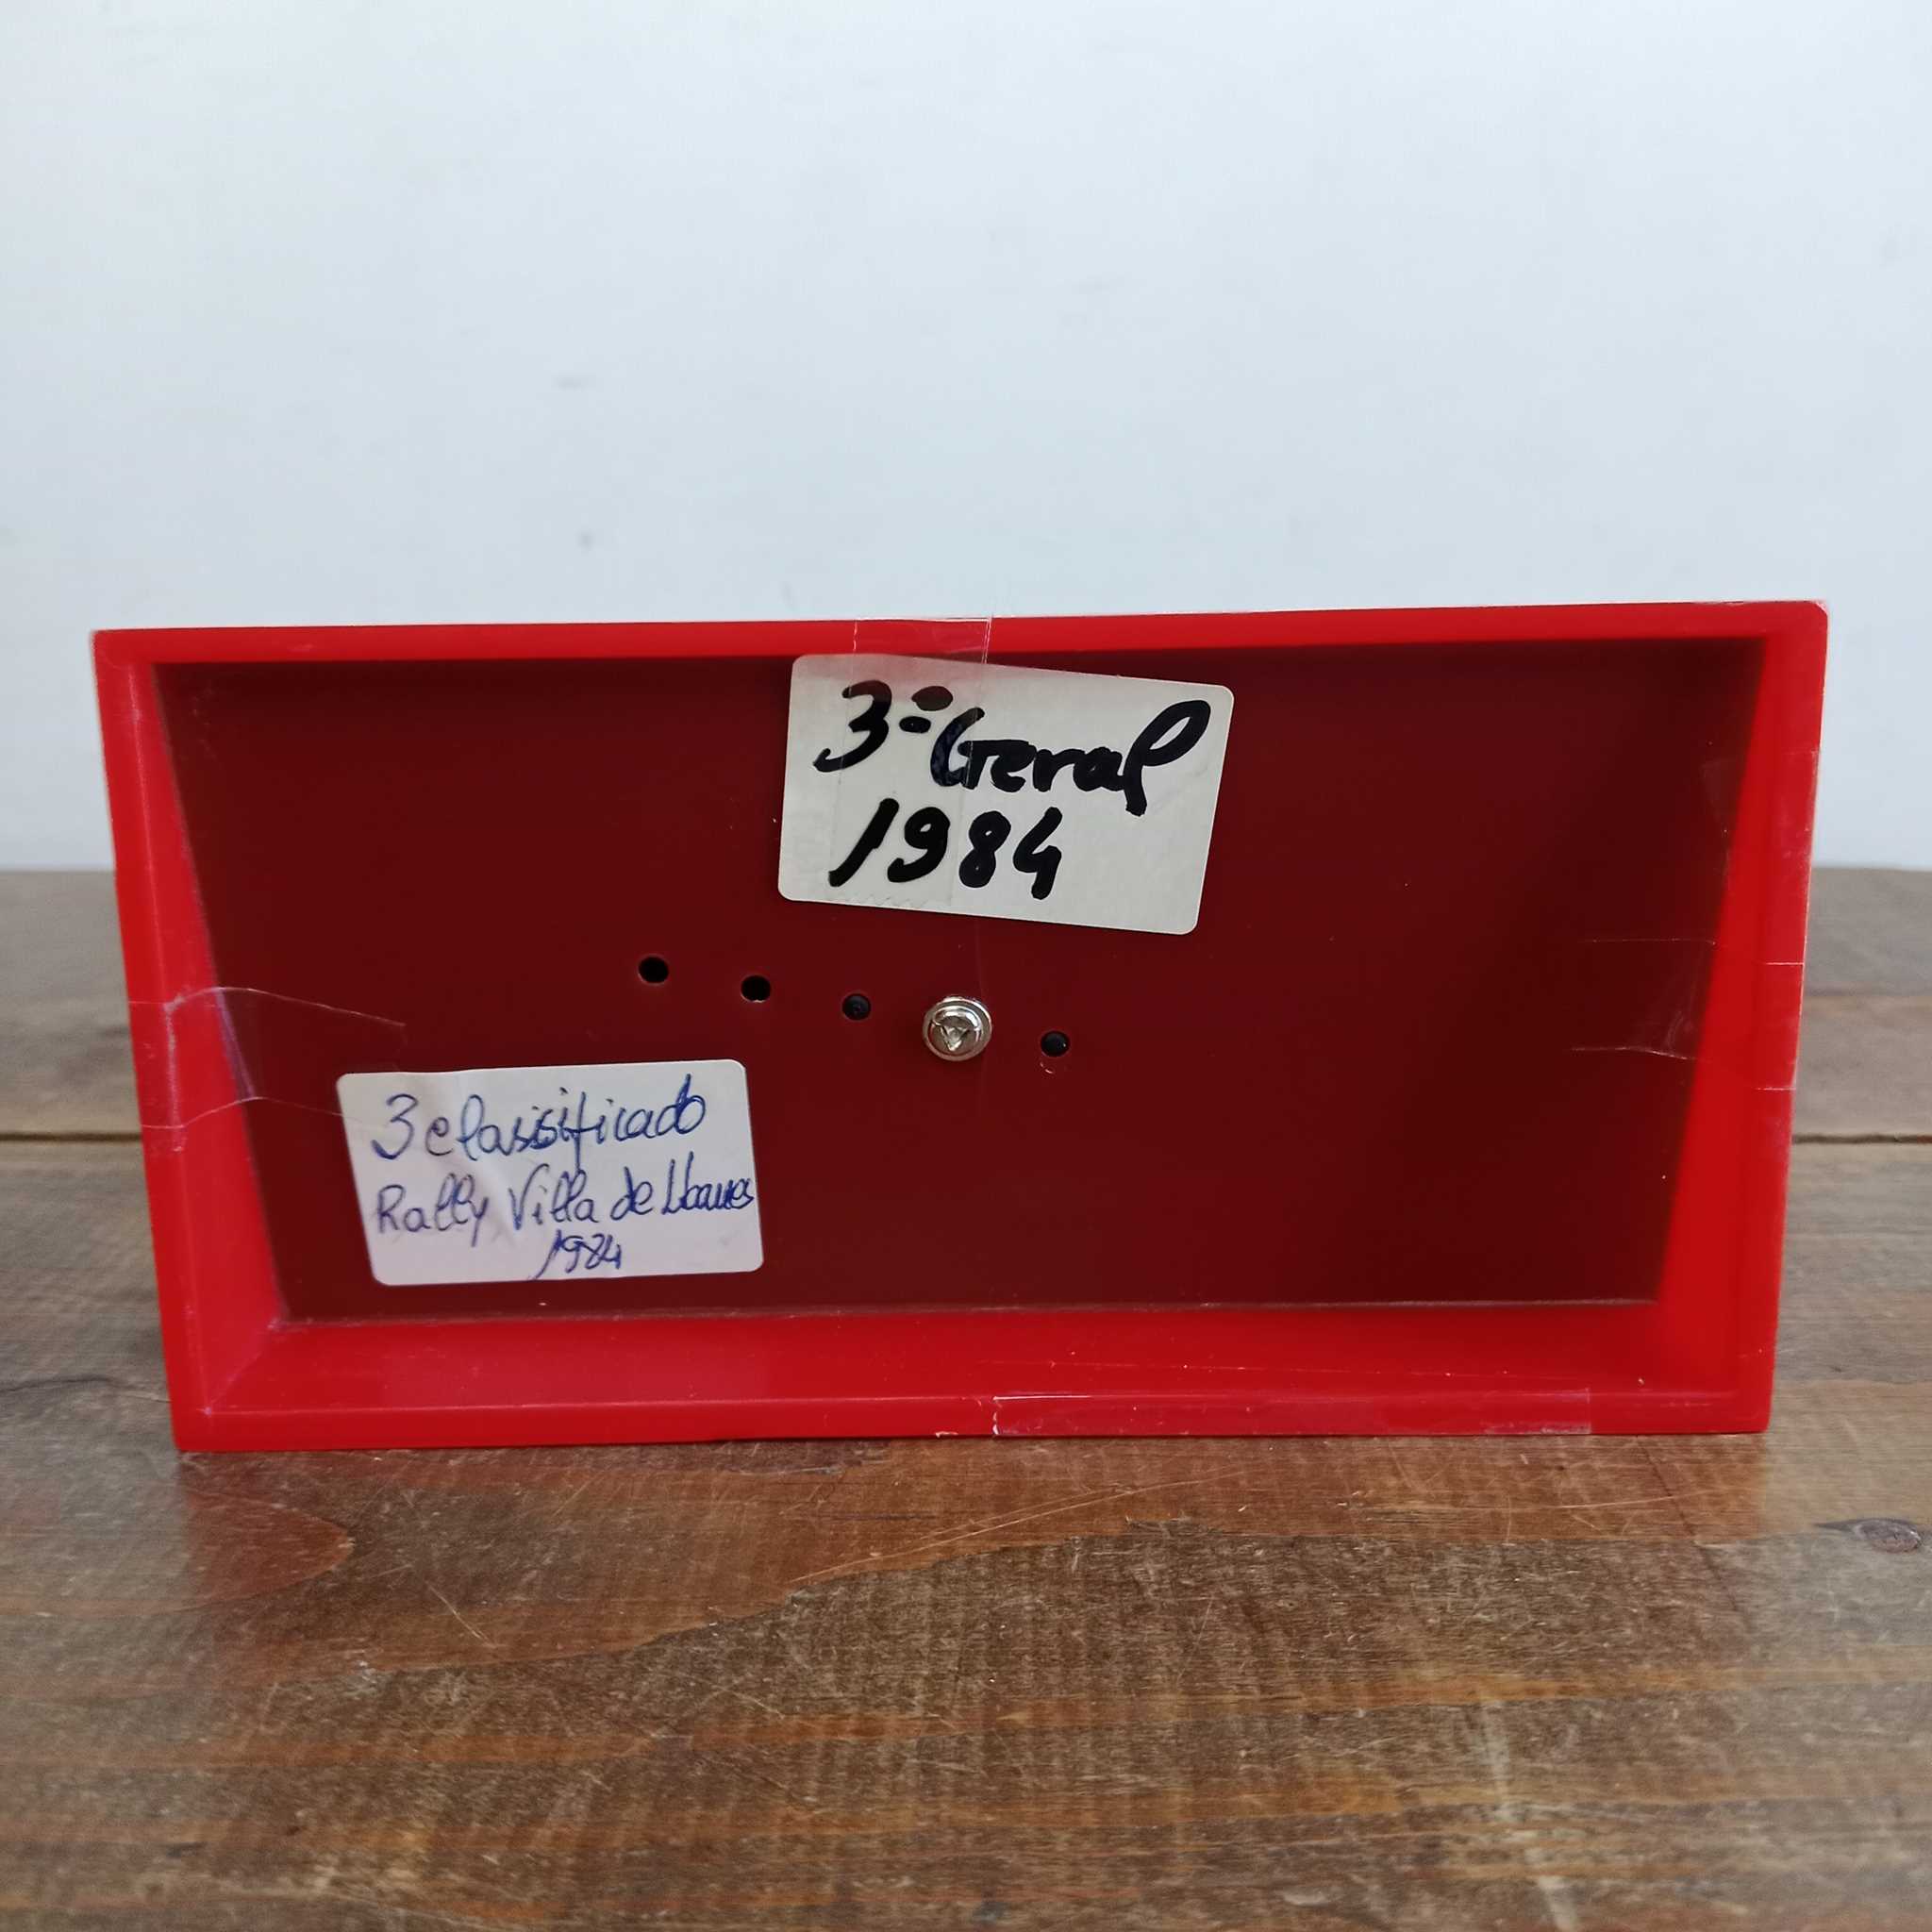 3º Geral
1984
3 classificado
Rally Villa de Llanes
1984